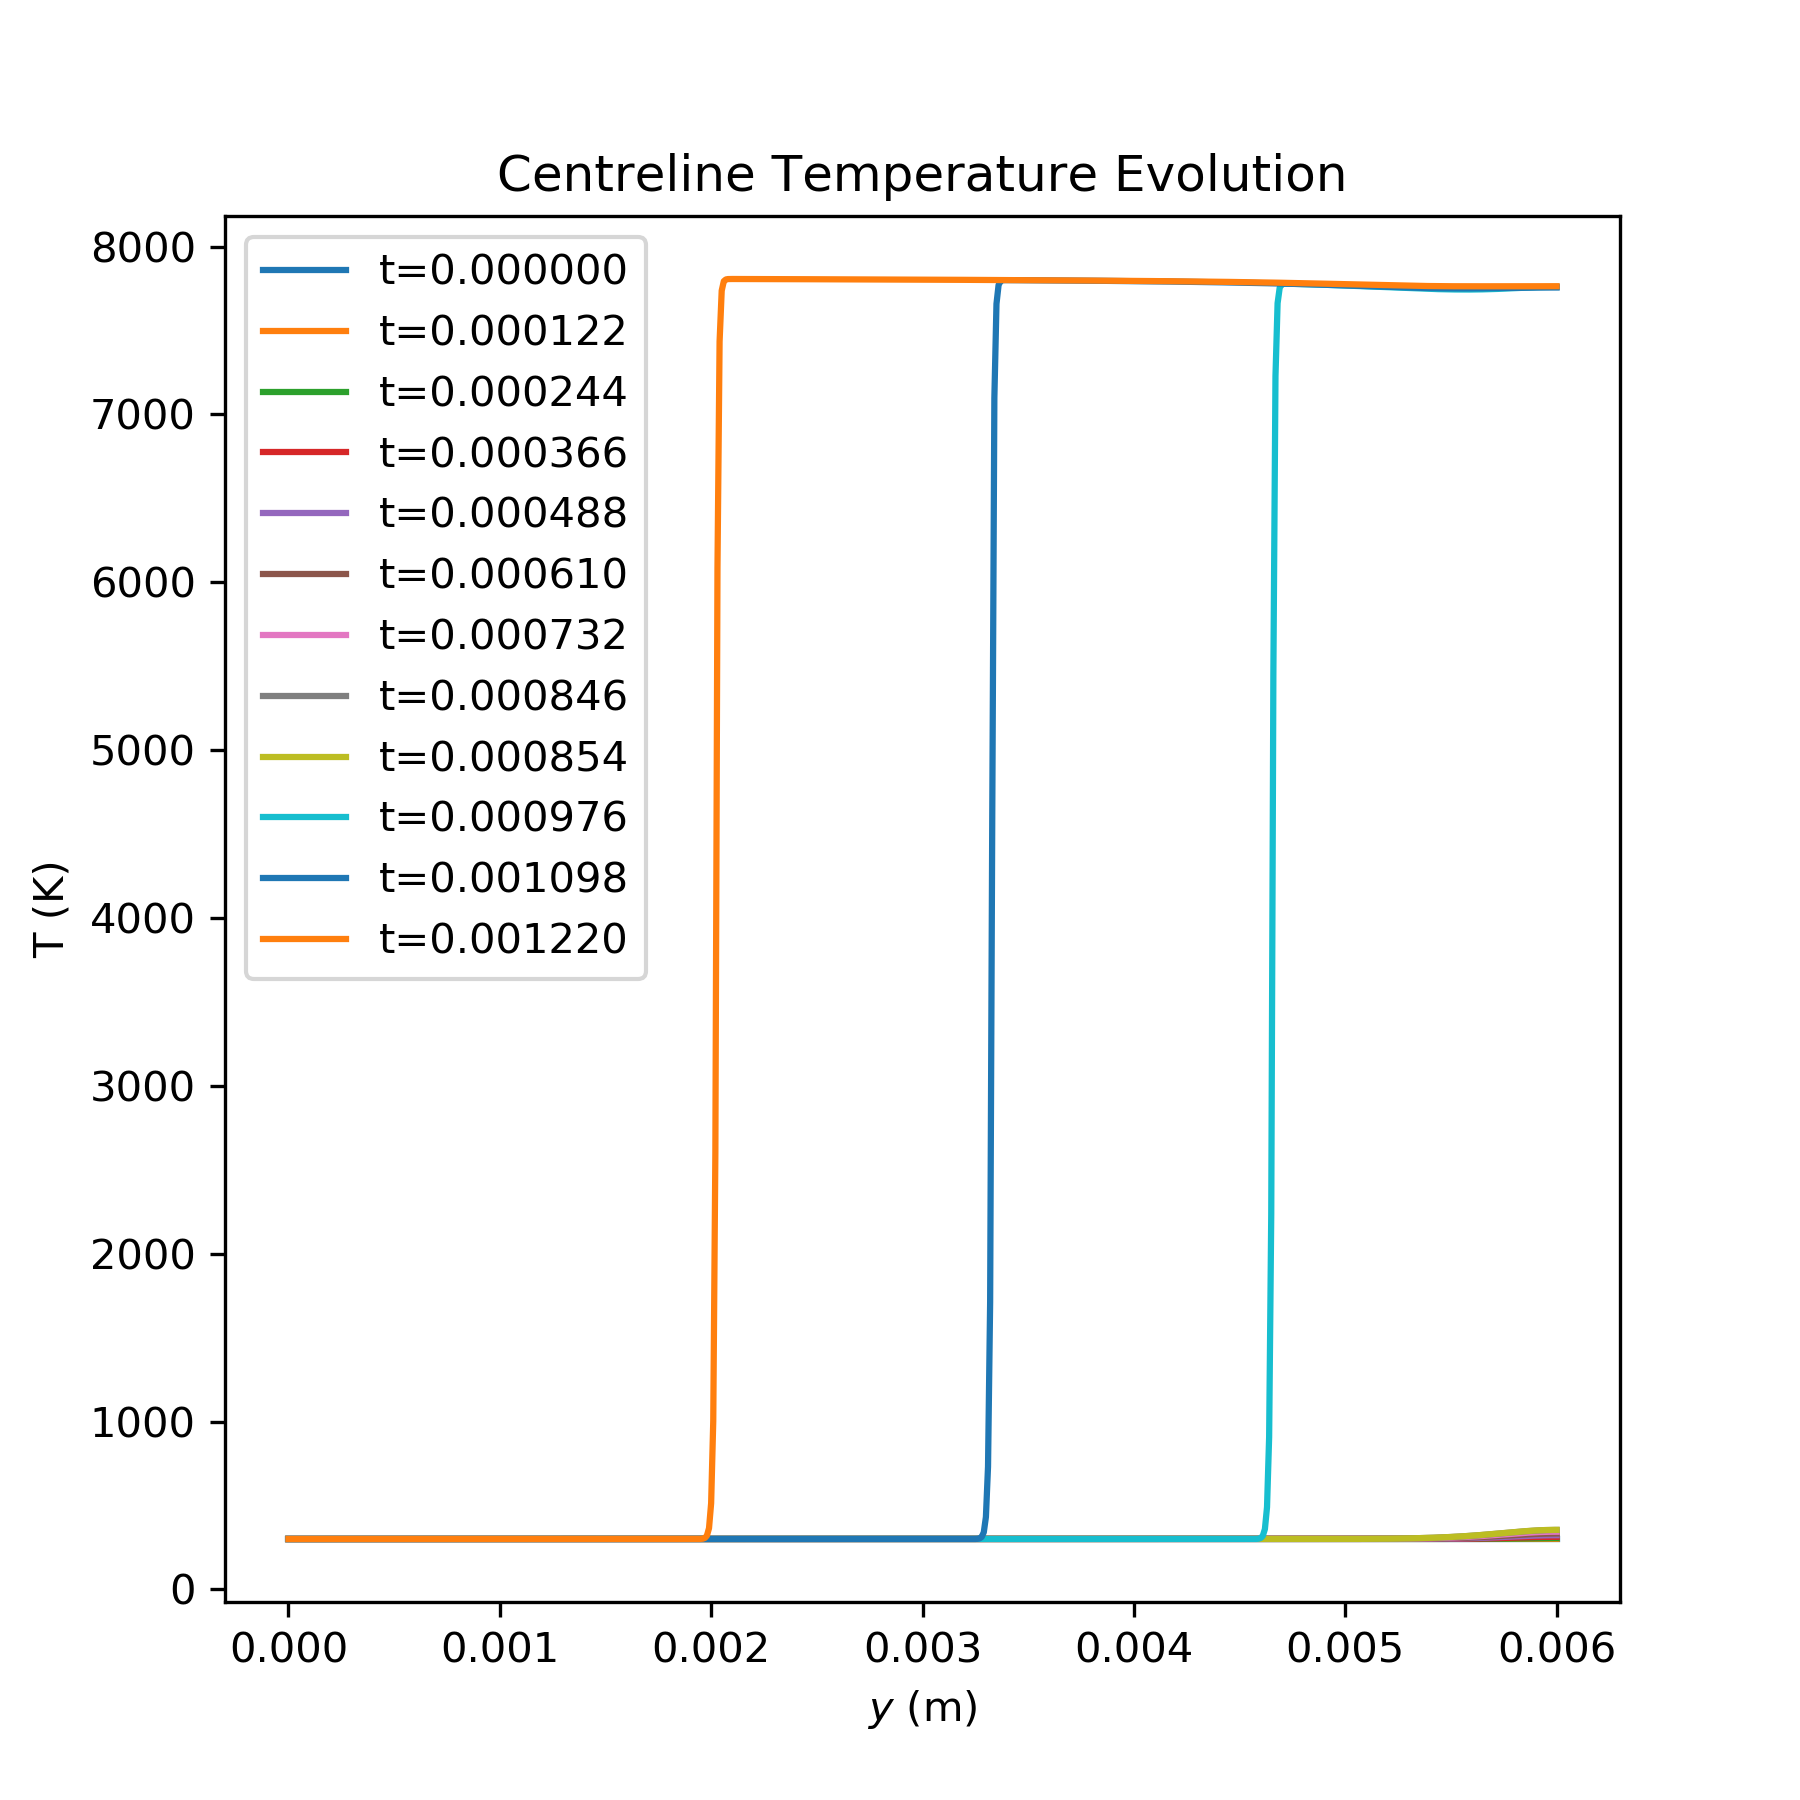 Centreline Temperature Evolution
8000
7000
6000
5000
4000
3000
2000
1000
0
T (K)
t=0.000000
t=0.000122
t=0.000244
t=0.000366
t=0.000488
t=0.000610
t=0.000732
t=0.000846
t=0.000854
t=0.000976
t=0.001098
t=0.001220
0.000 0.001 0.002 0.003 0.004 0.005 0.006
y (m)